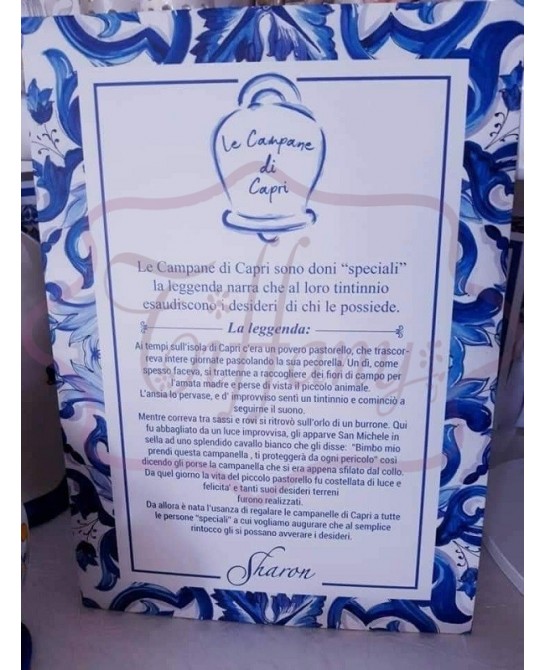 Le Campane
di
Capri
Le Campane di Capri sono doni “speciali”
la leggenda narra che al loro tintinnio
esaudiscono i desideri di chi le possiede.
La leggenda:
Ai tempi sull'isola di Capri c'era un povero pastorello, che trascor-
reva intere giornate pascolando la sua pecorella. Un dì, come
spesso faceva, si trattenne a raccogliere dei fiori di campo per
l'amata madre e perse di vista il piccolo animale.
L'ansia lo pervase, e d' improvviso sentì un tintinnio e cominciò a
seguirne il suono.
Mentre correva tra sassi e rovi si ritrovò sull'orlo di un burrone. Qui
fu abbagliato da un luce improvvisa, gli apparve San Michele in
sella ad uno splendido cavallo bianco che gli disse: "Bimbo mio
prendi questa campanella , ti proteggerà da ogni pericolo" così
dicendo gli porse la campanella che si era appena sfilato dal collo.
Da quel giorno la vita del piccolo pastorello fu costellata di luce e
felicita' e tanti suoi desideri terreni
furono realizzati.
Da allora è nata l'usanza di regalare le campanelle di Capri a tutte
le persone "speciali" a cui vogliamo augurare che al semplice
rintocco gli si possano avverare i desideri.
Sharon